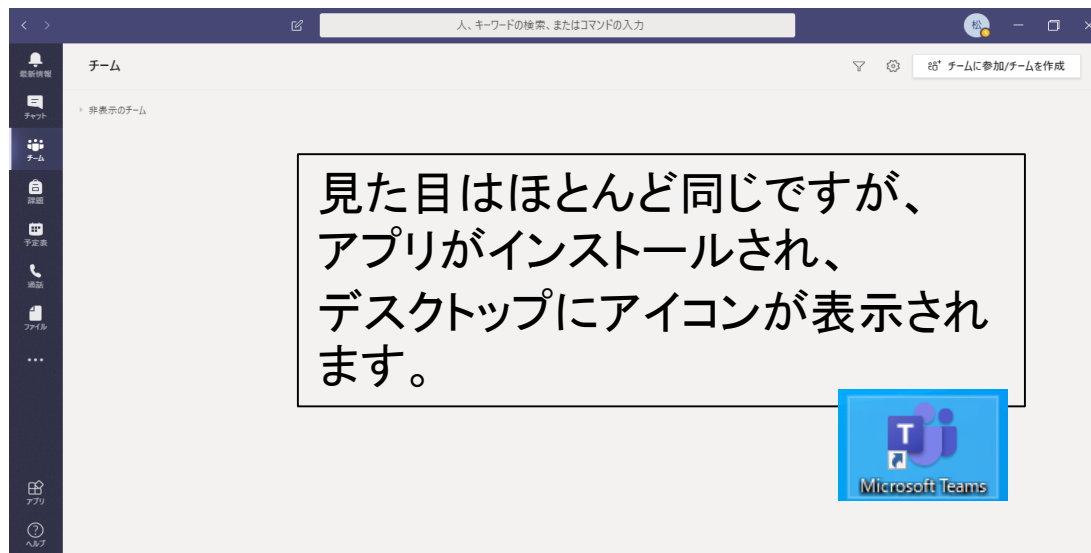 人、キーワードの検索、またはコマンドの入力
松
最新情報
チーム
チームに参加/チームを作成
チャット
非表示のチーム
チーム
課題
予定表
通話
ファイル
見た目はほとんど同じですが、
アプリがインストールされ、
デスクトップにアイコンが表示され
ます。
T
Microsoft Teams
アプリ
ヘルプ